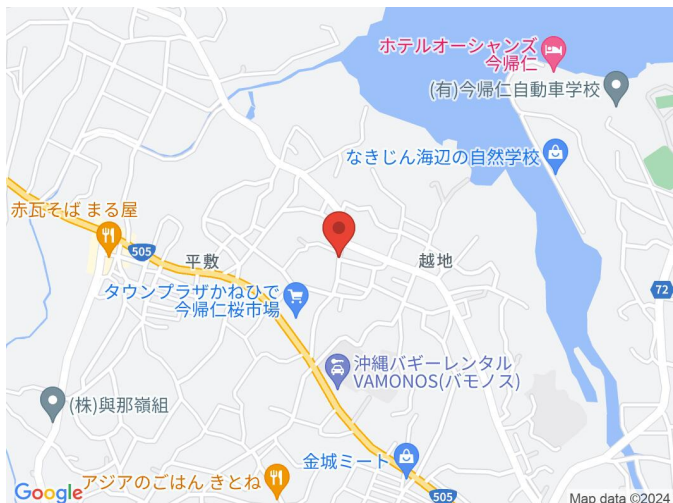 ホテルオーシャンズ
今帰仁
(有)今帰仁自動車学校
なきじん海辺の自然学校
赤瓦そば まる屋
505
平敷
越地
72
タウンプラザかねひで
今帰仁桜市場
沖縄バギーレンタル
VAMONOS(バモノス)
(株)與那嶺組
金城ミート
アジアのごはん きとね
505
Google
Map data ©2024